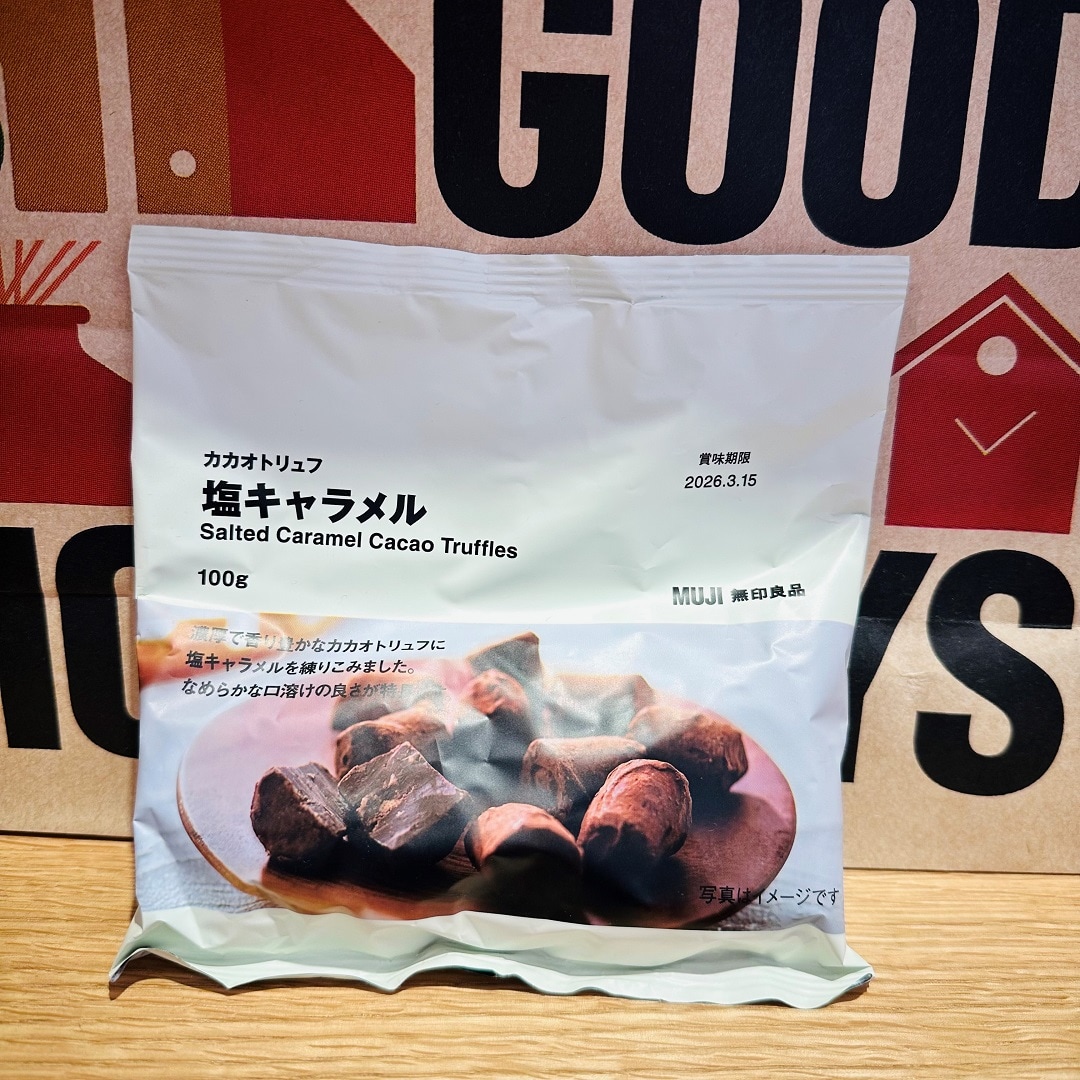 GOOD
カカオトリュフ
塩キャラメル
Salted Caramel Cacao Truffles
100g
賞味期限
2026.3.15
MUJI 無印良品
濃厚で香り豊かなカカオトリュフに
塩キャラメルを練りこみました。
なめらかな口溶けの良さが特長
写真はイメージです